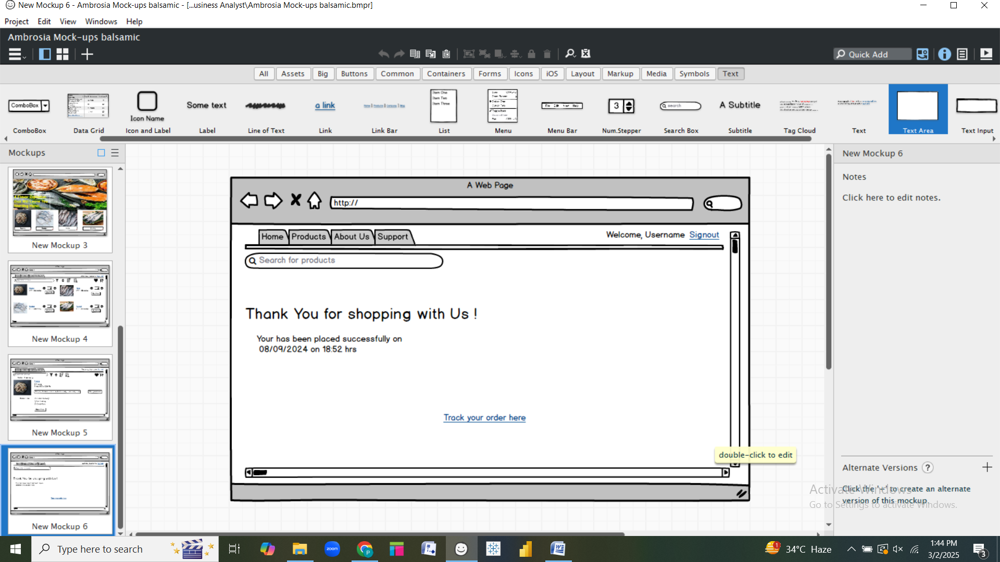 New Mockup 6 - Ambrosia Mock-ups balsamic - [...usiness Analyst\Ambrosia Mock-ups balsamic.bmpr]
Project Edit View Windows Help
Ambrosia Mock-ups balsamic
Quick Add
All Assets Big Buttons Common Containers Forms Icons iOS Layout Markup Media Symbols Text
ComboBox
Some text
a link
Item One
Item Two
Item Three
3
search
A Subtitle
Icon Name
ComboBox Data Grid Icon and Label Label Line of Text Link Link Bar List Menu Menu Bar Num.Stepper Search Box Subtitle Tag Cloud Text Text Area Text Input
Mockups
New Mockup 3
New Mockup 4
New Mockup 5
New Mockup 6
A Web Page
http://
Home Products About Us Support
Welcome, Username Signout
Search for products
Thank You for shopping with Us !
Your has been placed successfully on
08/09/2024 on 18:52 hrs
Track your order here
double-click to edit
New Mockup 6
Notes
Click here to edit notes.
Alternate Versions ?
Click the '+' to create an alternate
version of this mockup.
Activate Windows
Go to Settings to activate Windows.
Type here to search
zoom
1
34°C Haze
1:44 PM
3/2/2025
3